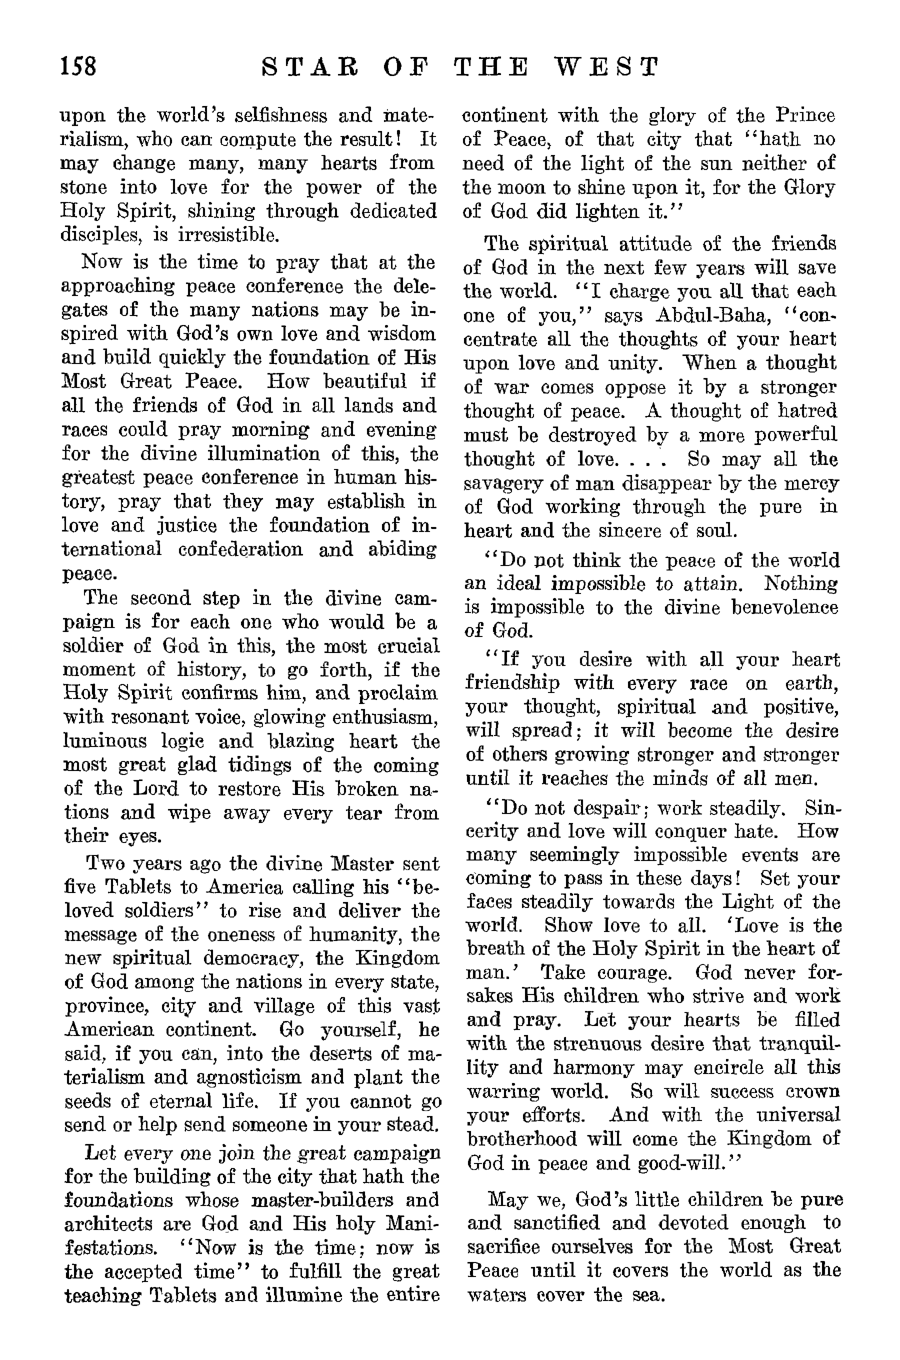 158 STAR OF THE WEST
upon the world's selfishness and mate-
rialism, who can compute the result! It
may change many, many hearts from
stone into love for the power of the
Holy Spirit, shining through dedicated
disciples, is irresistible.
Now is the time to pray that at the
approaching peace conference the dele-
gates of the many nations may be in-
spired with God's own love and wisdom
and build quickly the foundation of His
Most Great Peace. How beautiful if
all the friends of God in all lands and
races could pray morning and evening
for the divine illumination of this, the
greatest peace conference in human his-
tory, pray that they may establish in
love and justice the foundation of in-
ternational confederation and abiding
peace.
The second step in the divine cam-
paign is for each one who would be a
soldier of God in this, the most crucial
moment of history, to go forth, if the
Holy Spirit confirms him, and proclaim
with resonant voice, glowing enthusiasm,
luminous logic and blazing heart the
most great glad tidings of the coming
of the Lord to restore His broken na-
tions and wipe away every tear from
their eyes.
Two years ago the divine Master sent
five Tablets to America calling his "be-
loved soldiers" to rise and deliver the
message of the oneness of humanity, the
new spiritual democracy, the Kingdom
of God among the nations in every state,
province, city and village of this vast
American continent. Go yourself, he
said, if you can, into the deserts of ma-
terialism and agnosticism and plant the
seeds of eternal life. If you cannot go
send or help send someone in your stead.
Let every one join the great campaign
for the building of the city that hath the
foundations whose master-builders and
architects are God and His holy Mani-
festations. "Now is the time; now is
the accepted time" to fulfill the great
teaching Tablets and illumine the entire
continent with the glory of the Prince
of Peace, of that city that "hath no
need of the light of the sun neither of
the moon to shine upon it, for the Glory
of God did lighten it."
The spiritual attitude of the friends
of God in the next few years will save
the world. "I charge you all that each
one of you," says Abdul-Baha, "con-
centrate all the thoughts of your heart
upon love and unity. When a thought
of war comes oppose it by a stronger
thought of peace. A thought of hatred
must be destroyed by a more powerful
thought of love. . . . So may all the
savagery of man disappear by the mercy
of God working through the pure in
heart and the sincere of soul.
"Do not think the peace of the world
an ideal impossible to attain. Nothing
is impossible to the divine benevolence
of God.
"If you desire with all your heart
friendship with every race on earth,
your thought, spiritual and positive,
will spread; it will become the desire
of others growing stronger and stronger
until it reaches the minds of all men.
"Do not despair; work steadily. Sin-
cerity and love will conquer hate. How
many seemingly impossible events are
coming to pass in these days! Set your
faces steadily towards the Light of the
world. Show love to all. 'Love is the
breath of the Holy Spirit in the heart of
man.' Take courage. God never for-
sakes His children who strive and work
and pray. Let your hearts be filled
with the strenuous desire that tranquil-
lity and harmony may encircle all this
warring world. So will success crown
your efforts. And with the universal
brotherhood will come the Kingdom of
God in peace and good-will."
May we, God's little children be pure
and sanctified and devoted enough to
sacrifice ourselves for the Most Great
Peace until it covers the world as the
waters cover the sea.